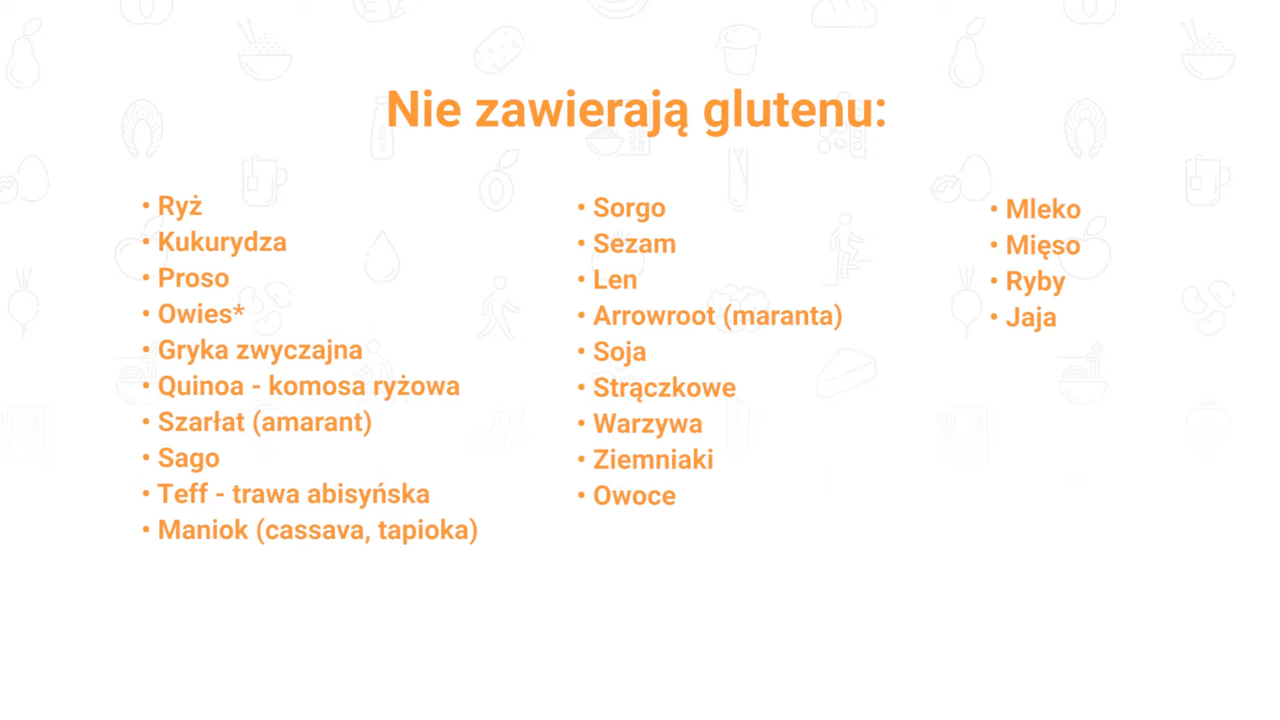 Nie zawierają glutenu:
• Ryż
• Kukurydza
• Proso
• Owies*
• Gryka zwyczajna
• Quinoa - komosa ryżowa
• Szarłat (amarant)
• Sago
• Teff - trawa abisyńska
• Maniok (cassava, tapioka)
• Sorgo
• Sezam
• Len
• Arrowroot (maranta)
• Soja
• Strączkowe
• Warzywa
• Ziemniaki
• Owoce
• Mleko
• Mięso
• Ryby
• Jaja